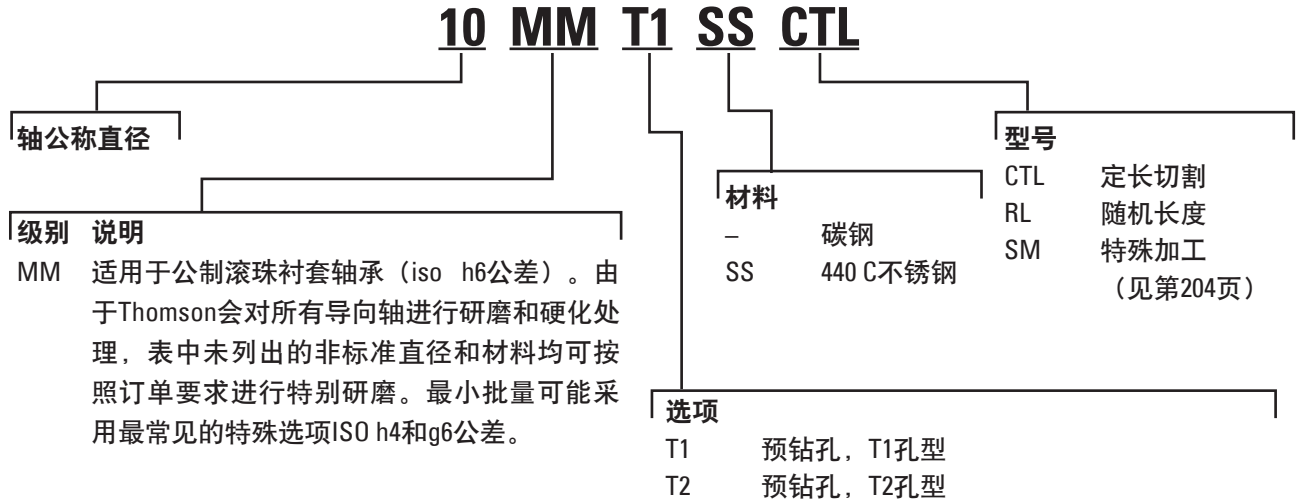 10 MM T1 SS CTL
轴公称直径
级别 说明
MM 适用于公制滚珠衬套轴承（iso h6公差）。由
于Thomson会对所有导向轴进行研磨和硬化处
理，表中未列出的非标准直径和材料均可按
照订单要求进行特别研磨。最小批量可能采
用最常见的特殊选项ISO h4和g6公差。
材料
– 碳钢
SS 440 C不锈钢
型号
CTL 定长切割
RL 随机长度
SM 特殊加工
（见第204页）
选项
T1 预钻孔，T1孔型
T2 预钻孔，T2孔型